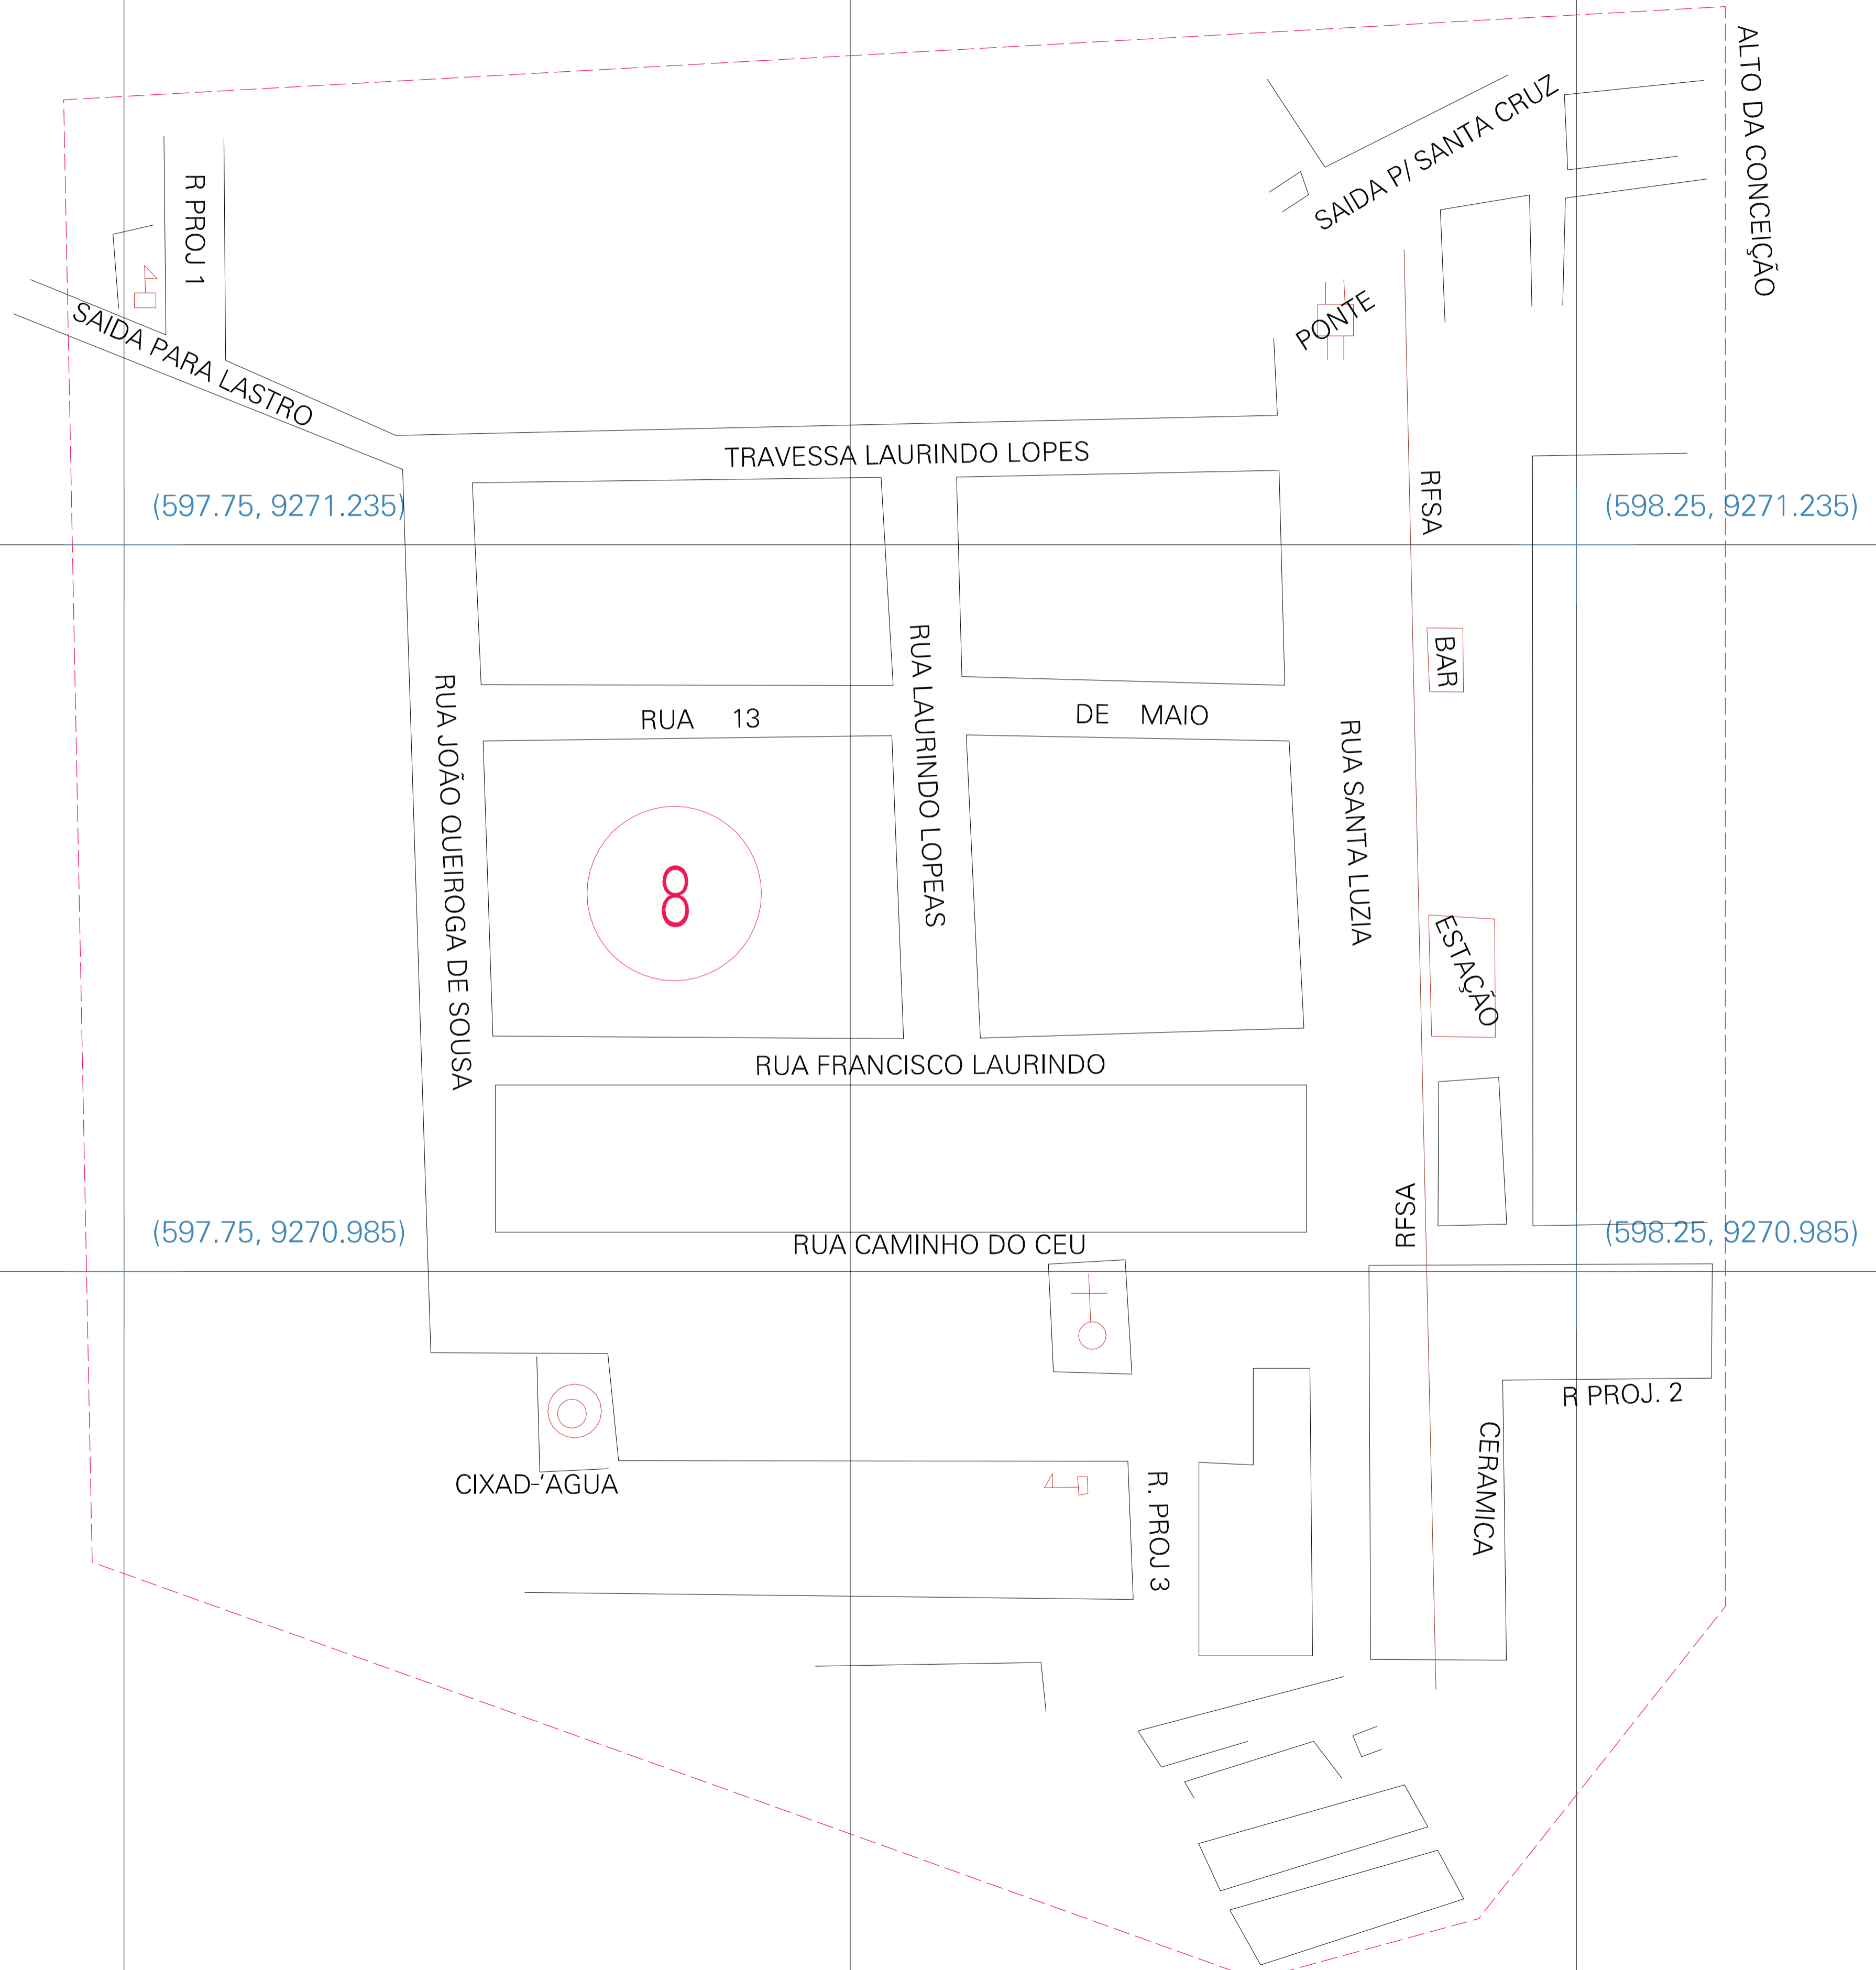 ALTO DA CONCEIÇÃO
SAIDA P/ SANTA CRUZ
R PROJ 1
SAIDA PARA LASTRO
PONTE
TRAVESSA LAURINDO LOPES
(597.75, 9271.235)
RFSA
(598.25, 9271.235)
RUA LAURINDO LOPEAS
BAR
RUA JOÃO QUEIROGA DE SOUSA
RUA 13 DE MAIO
RUA SANTA LUZIA
8
ESTAÇÃO
RUA FRANCISCO LAURINDO
RFSA
(597.75, 9270.985)
(598.25, 9270.985)
RUA CAMINHO DO CEU
R PROJ. 2
CERAMICA
CIXAD-'AGUA
R. PROJ 3